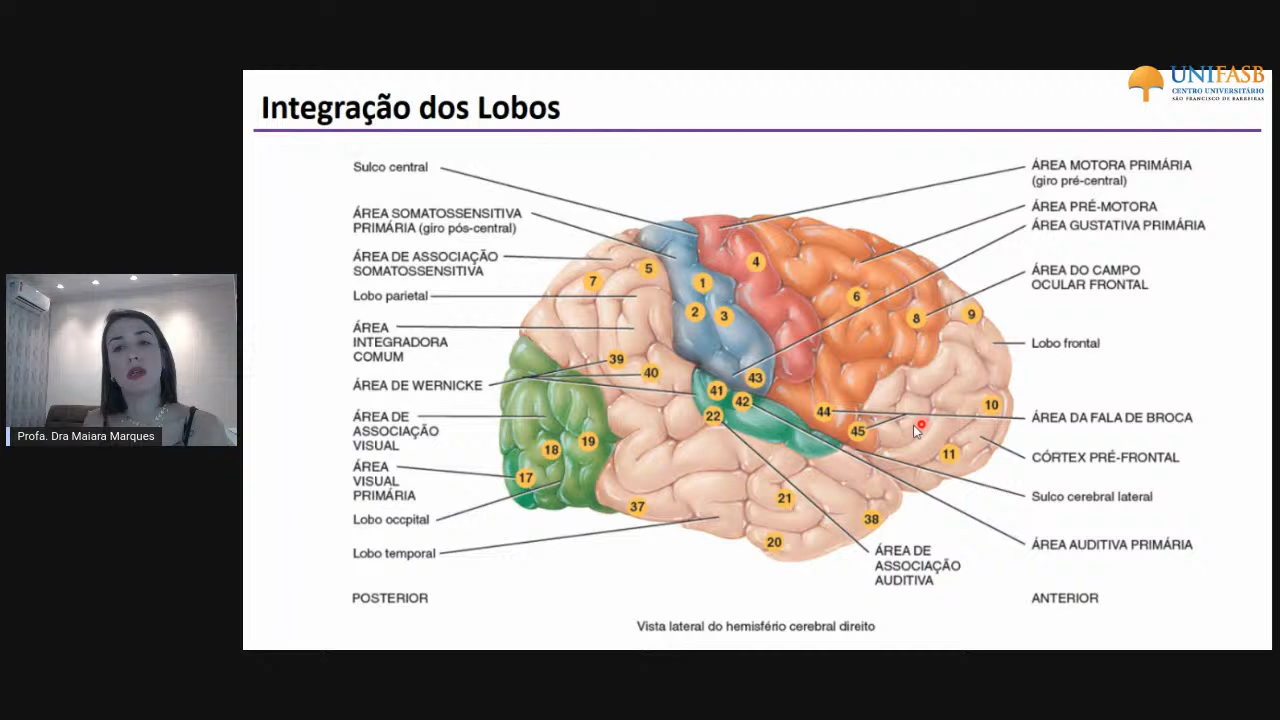 UNIFASB
CENTRO UNIVERSITÁRIO
SÃO FRANCISCO DE BARREIRAS
Integração dos Lobos
Sulco central
ÁREA SOMATOSSENSITIVA
PRIMÁRIA (giro pós-central)
ÁREA DE ASSOCIAÇÃO
SOMATOSSENSITIVA
Lobo parietal
ÁREA
INTEGRADORA
COMUM
ÁREA DE WERNICKE
ÁREA DE
ASSOCIAÇÃO
VISUAL
ÁREA
VISUAL
PRIMÁRIA
Lobo occpital
Lobo temporal
POSTERIOR
ÁREA MOTORA PRIMÁRIA
(giro pré-central)
ÁREA PRÉ-MOTORA
ÁREA GUSTATIVA PRIMÁRIA
ÁREA DO CAMPO
OCULAR FRONTAL
Lobo frontal
ÁREA DA FALA DE BROCA
CÓRTEX PRÉ-FRONTAL
Sulco cerebral lateral
ÁREA AUDITIVA PRIMÁRIA
ÁREA DE
ASSOCIAÇÃO
AUDITIVA
ANTERIOR
Vista lateral do hemisfério cerebral direito
4
5
7
1
2
3
6
8
9
39
40
43
41
42
22
44
45
10
11
18
19
17
37
21
20
38
Profa. Dra Maiara Marques